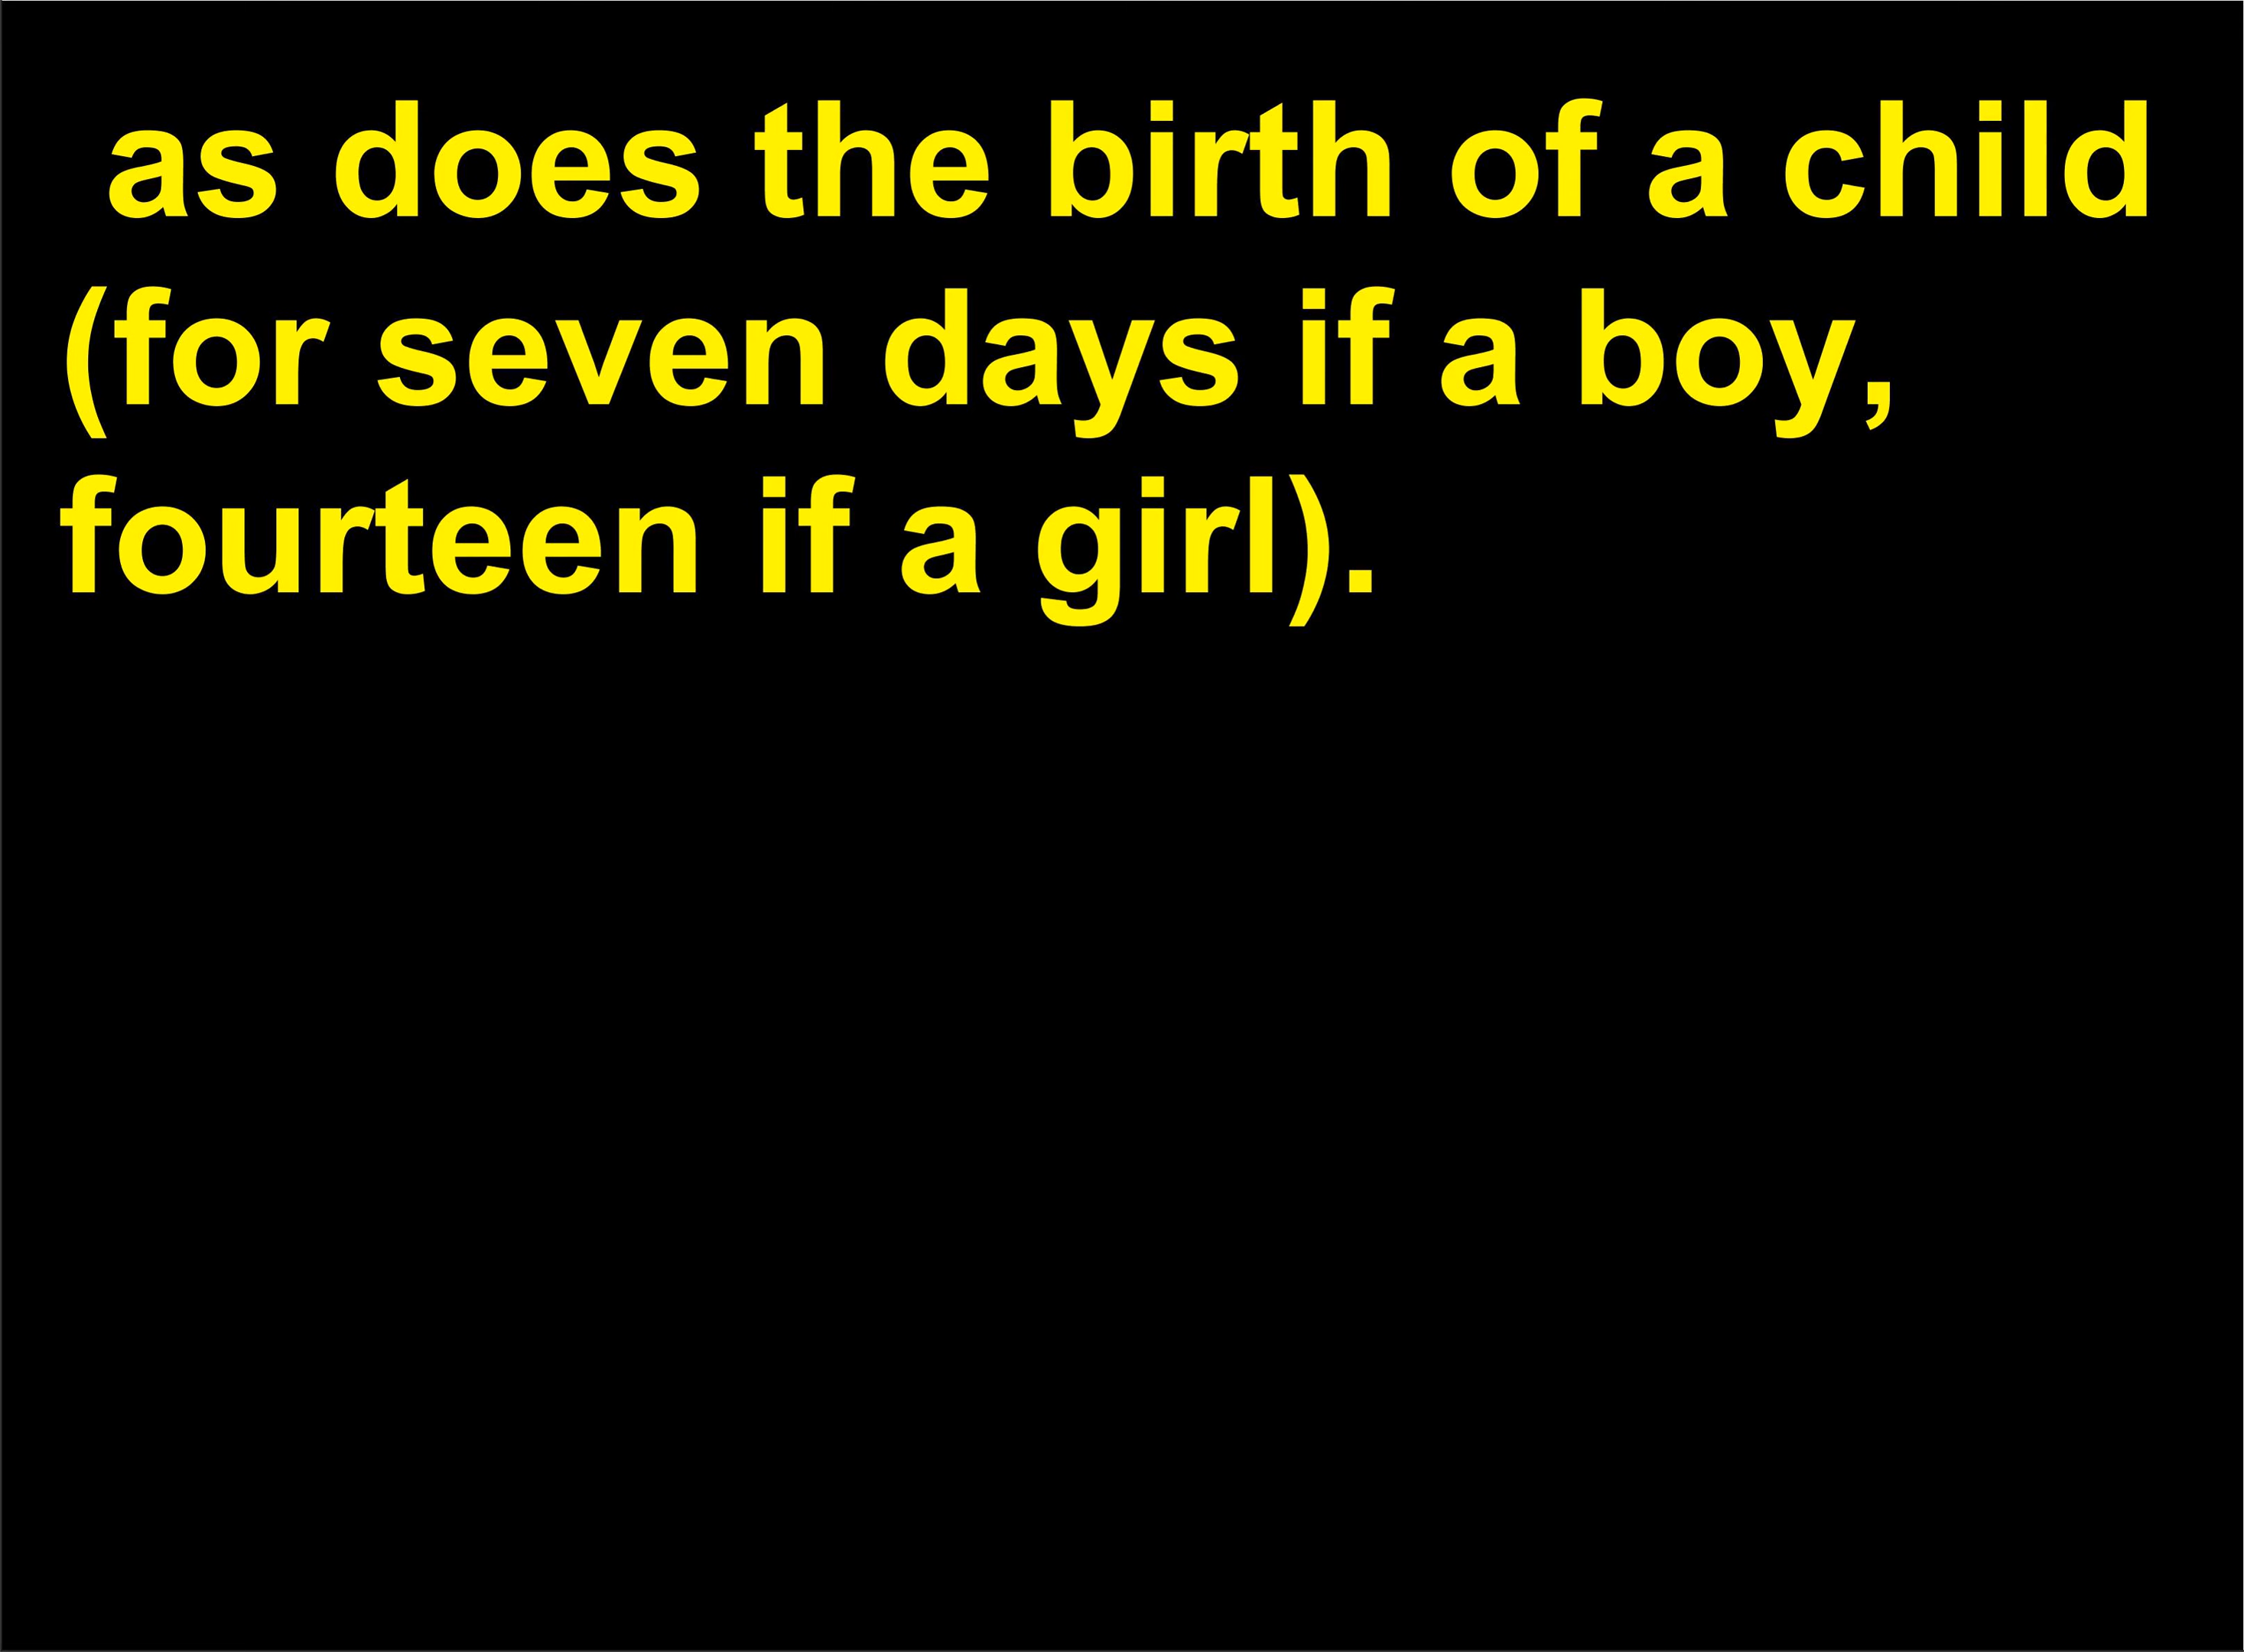 as does the birth of a child
(for seven days if a boy,
fourteen if a girl).